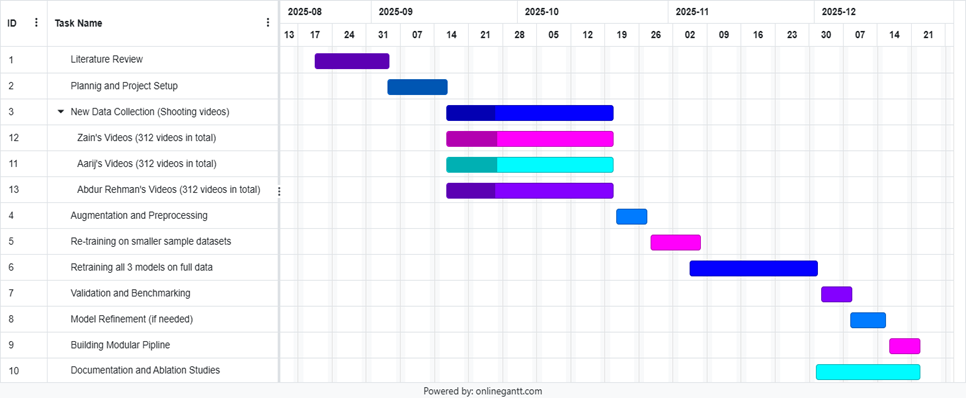 ID Task Name 2025-08 2025-09 2025-10 2025-11 2025-12
13 17 24 31 07 14 21 28 05 12 19 26 02 09 16 23 30 07 14 21
1 Literature Review
2 Plannig and Project Setup
3 New Data Collection (Shooting videos)
12 Zain's Videos (312 videos in total)
11 Aarij's Videos (312 videos in total)
13 Abdur Rehman's Videos (312 videos in total)
4 Augmentation and Preprocessing
5 Re-training on smaller sample datasets
6 Retraining all 3 models on full data
7 Validation and Benchmarking
8 Model Refinement (if needed)
9 Building Modular Pipline
10 Documentation and Ablation Studies
Powered by: onlinegantt.com